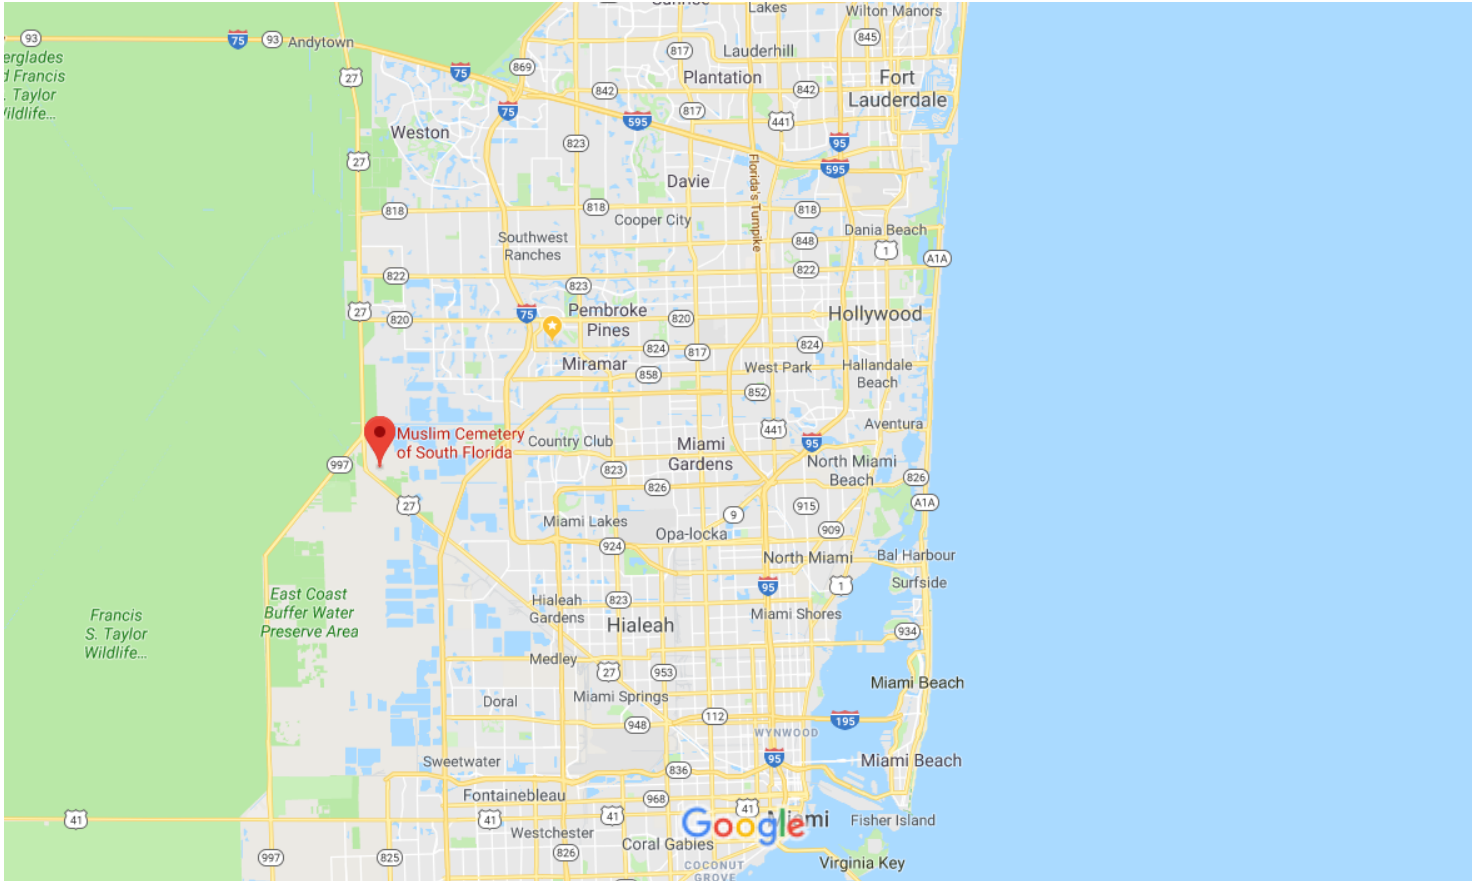 Lakes
Wilton Manors
93
75
93
Andytown
817
Lauderhill
845
erglades
d Francis
. Taylor
Vildlife...
27
75
869
Plantation
Fort
Lauderdale
842
842
75
817
595
441
Weston
823
95
27
595
Florida's Turnpike
Davie
818
818
818
Cooper City
Dania Beach
Southwest
Ranches
848
1
A1A
822
822
823
27
75
820
Pembroke
Pines
820
Hollywood
824
817
824
Miramar
858
West Park
Hallandale
Beach
852
Muslim Cemetery
of South Florida
Country Club
Miami
Gardens
441
95
Aventura
997
823
North Miami
Beach
826
826
27
A1A
915
9
Miami Lakes
Opa-locka
909
924
North Miami
Bal Harbour
95
1
Surfside
East Coast
Buffer Water
Preserve Area
Hialeah
Gardens
823
Miami Shores
Francis
S. Taylor
Wildlife...
Hialeah
934
Medley
27
953
Miami Beach
Doral
Miami Springs
948
112
195
WYNWOOD
Sweetwater
95
Miami Beach
836
Fontainebleau
968
41
41
41
41
Google
Miami
Fisher Island
Westchester
Coral Gables
997
825
826
COCONUT
GROVE
Virginia Key